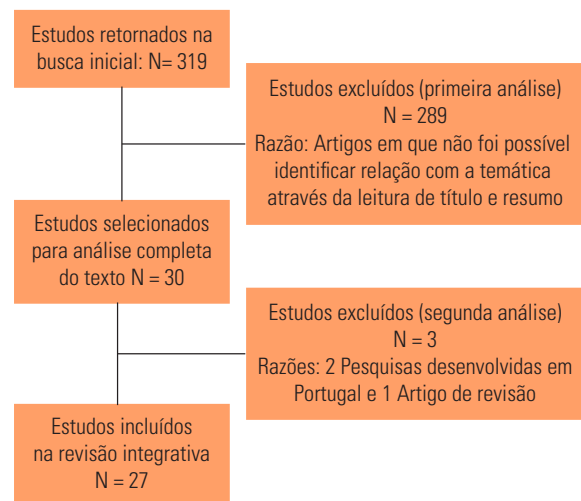 Estudos retornados na
busca inicial: N= 319
Estudos excluídos (primeira análise)
N = 289
Razão: Artigos em que não foi possível
identificar relação com a temática
através da leitura de título e resumo
Estudos selecionados
para análise completa
do texto N = 30
Estudos excluídos (segunda análise)
N = 3
Razões: 2 Pesquisas desenvolvidas em
Portugal e 1 Artigo de revisão
Estudos incluídos
na revisão integrativa
N = 27